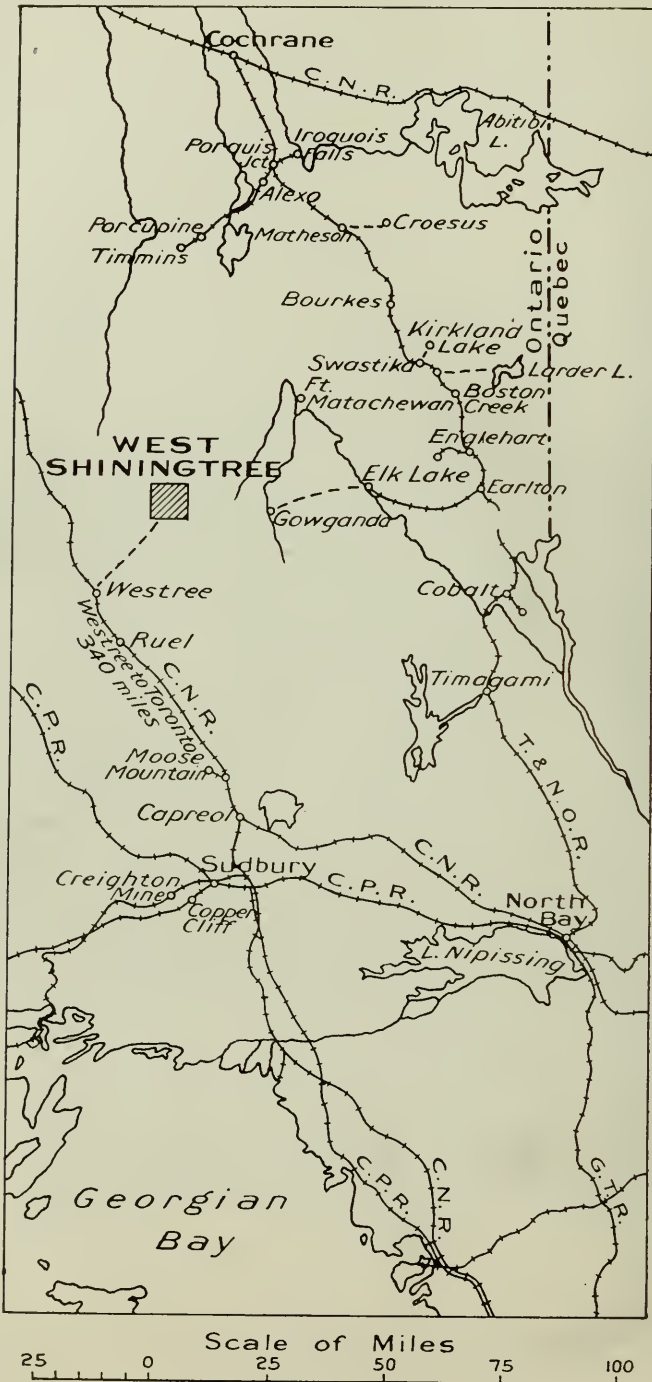 Cochrane
C.N.R.
Abitibi
L.
Iroquois
Falls
Porquis
Jct.
Alexo
Porcupine
Timmins
Matheson
Croesus
Ontario
Quebec
Bourkes
Kirkland
Lake
Swastika
Larder L.
Boston
Creek
Ft.
Matachewan
WEST
SHININGTREE
Englehart
Elk Lake
Earlton
Gowganda
Westree
Cobalt
Ruel
Westree to Toronto
340 miles
C.N.R.
C.P.R.
Timagami
T. & N.O.R.
Moose
Mountain
Capreol
Sudbury
C.N.R.
C.P.R.
Creighton
Mine
Copper
Cliff
North
Bay
L. Nipissing
C.P.R.
C.N.R.
G.T.R.
Georgian
Bay
Scale of Miles
25 0 25 50 75 100